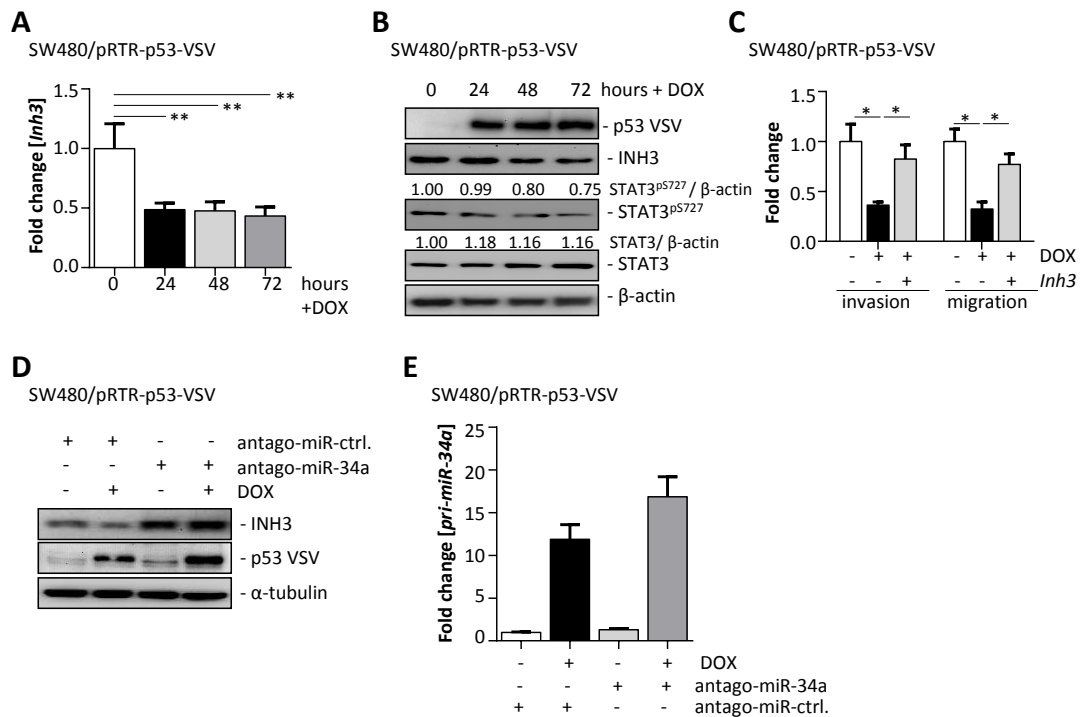 A
SW480/pRTR-p53-VSV
Fold change [Inh3]
1.5
1.0
0.5
0.0
**
**
**
0 24 48 72 hours
+DOX
B
SW480/pRTR-p53-VSV
0 24 48 72 hours + DOX
- p53 VSV
- INH3
1.00 0.99 0.80 0.75 STAT3pS727/ β-actin
- STAT3pS727
1.00 1.18 1.16 1.16 STAT3/ β-actin
- STAT3
- β-actin
C
SW480/pRTR-p53-VSV
Fold change
1.5
1.0
0.5
0.0
* * * *
- + + - + + DOX
- - + - - + Inh3
invasion migration
D
SW480/pRTR-p53-VSV
+ + - - antago-miR-ctrl.
- - + + antago-miR-34a
- + - + DOX
- INH3
- p53 VSV
- α-tubulin
E
SW480/pRTR-p53-VSV
Fold change [pri-miR-34a]
25
20
15
10
5
0
- + - + DOX
- - + + antago-miR-34a
+ + - - antago-miR-ctrl.